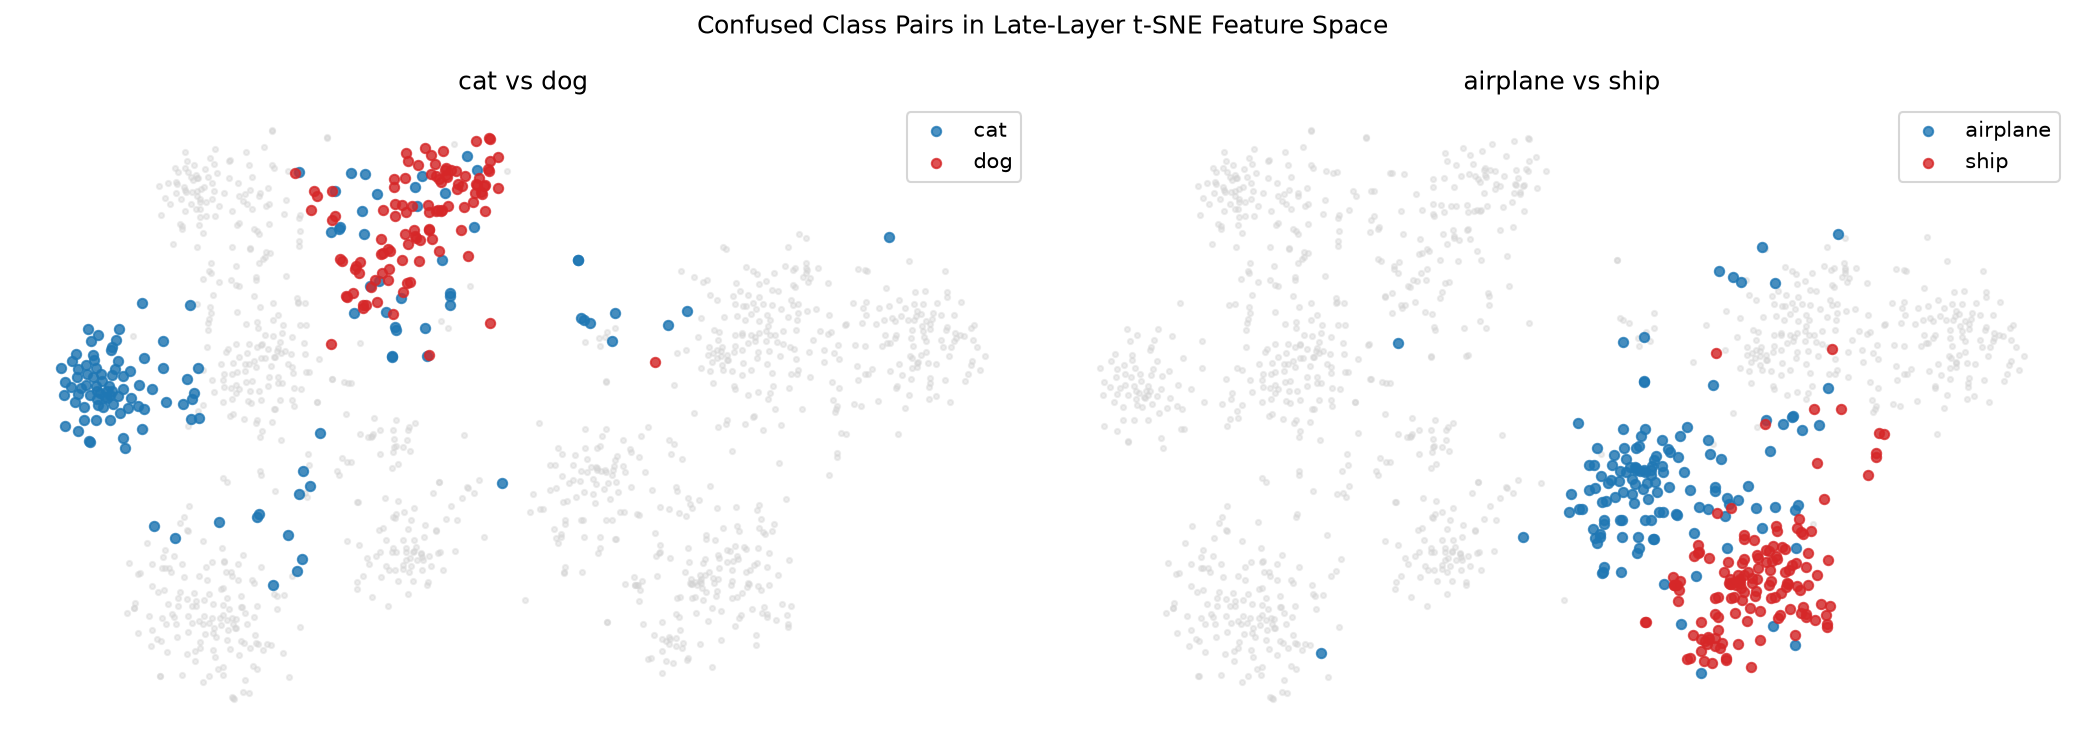 Confused Class Pairs in Late-Layer t-SNE Feature Space
cat vs dog
cat
dog
airplane vs ship
airplane
ship